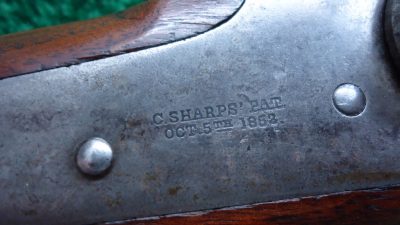 C. SHARPS' PAT.
OCT. 5TH 1852.